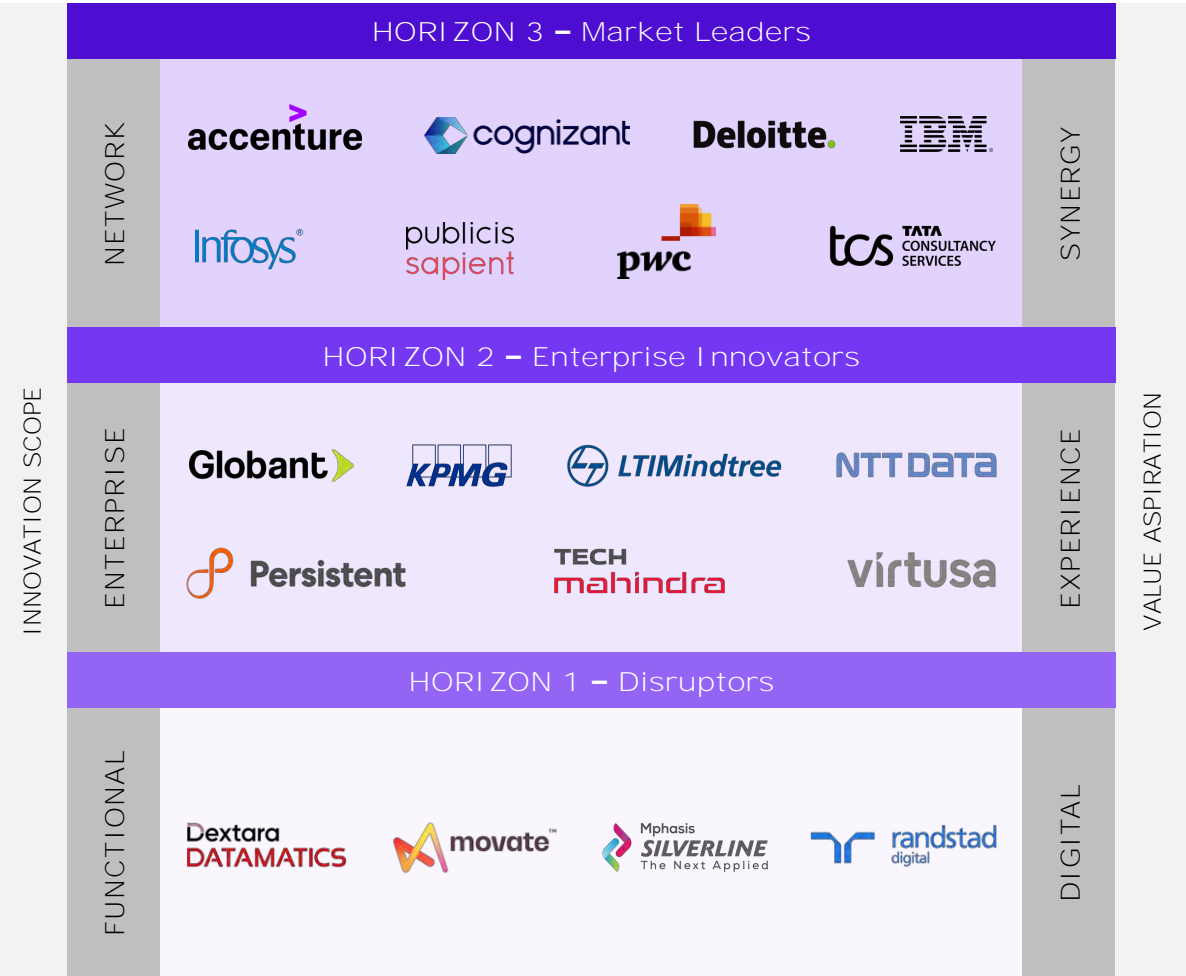 HORIZON 3 – Market Leaders
NETWORK
accenture
cognizant
Deloitte.
IBM®
SYNERGY
Infosys®
publicis
sapient
pwc
tcs TATA
CONSULTANCY
SERVICES
HORIZON 2 – Enterprise Innovators
INNOVATION SCOPE
ENTERPRISE
Globant
KPMG
LTIMindtree
NTT DATA
EXPERIENCE
VALUE ASPIRATION
Persistent
TECH
mahindra
virtusa
HORIZON 1 – Disruptors
FUNCTIONAL
Dextara
DATAMATICS
movate™
Mphasis
SILVERLINE
The Next Applied
randstad
digital
DIGITAL